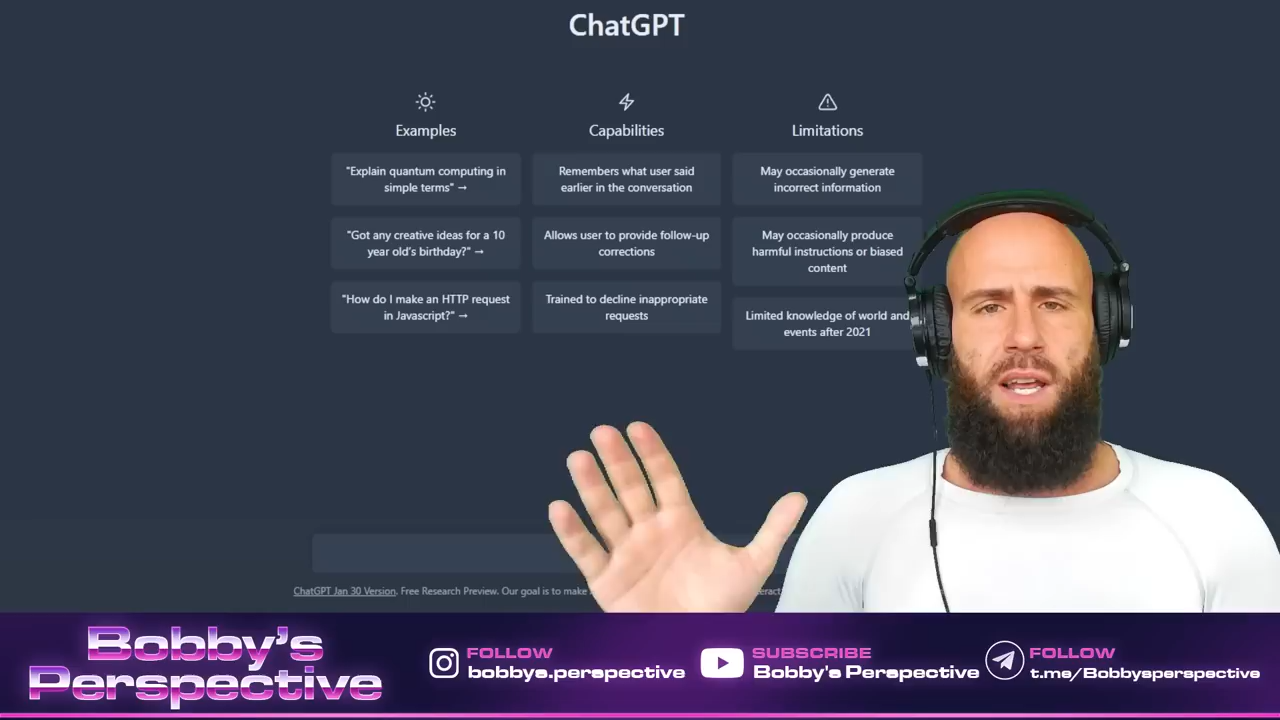 ChatGPT
Examples
"Explain quantum computing in
simple terms" →
"Got any creative ideas for a 10
year old's birthday?" →
"How do I make an HTTP request
in Javascript?" →
Capabilities
Remembers what user said
earlier in the conversation
Allows user to provide follow-up
corrections
Trained to decline inappropriate
requests
Limitations
May occasionally generate
incorrect information
May occasionally produce
harmful instructions or biased
content
Limited knowledge of world and
events after 2021
ChatGPT Jan 30 Version. Free Research Preview. Our goal is to make
Bobby's
Perspective
FOLLOW
bobbys.perspective
SUBSCRIBE
Bobby's Perspective
FOLLOW
t.me/Bobbysperspective